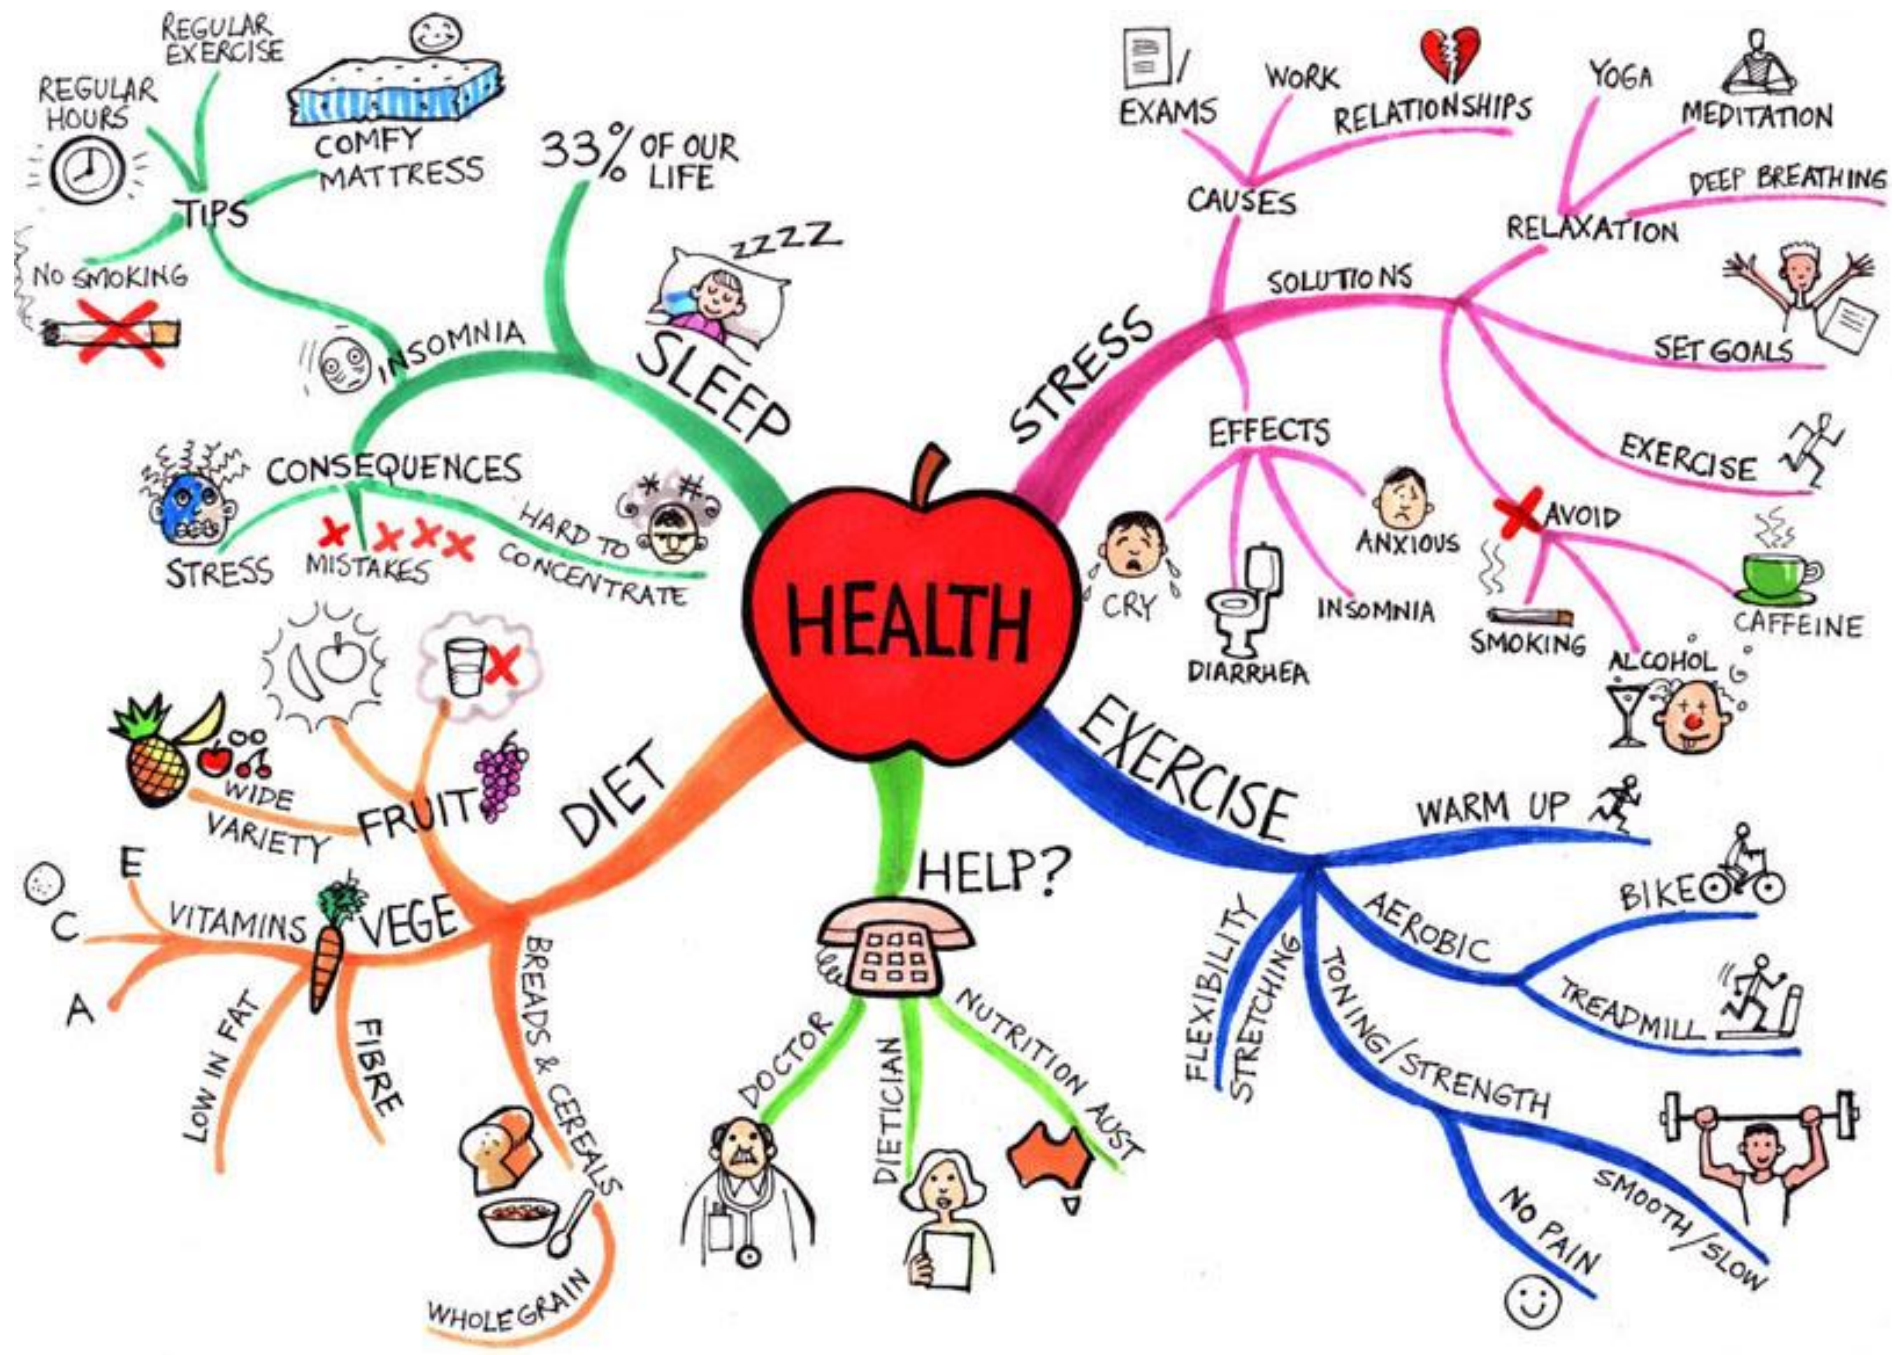 HEALTH
SLEEP
ZZZZ
33% OF OUR
LIFE
INSOMNIA
TIPS
REGULAR
EXERCISE
REGULAR
HOURS
COMFY
MATTRESS
NO SMOKING
CONSEQUENCES
STRESS
MISTAKES
HARD TO
CONCENTRATE
STRESS
CAUSES
EXAMS
WORK
RELATIONSHIPS
SOLUTIONS
RELAXATION
YOGA
MEDITATION
DEEP BREATHING
SET GOALS
EXERCISE
AVOID
SMOKING
ALCOHOL
CAFFEINE
EFFECTS
CRY
DIARRHEA
INSOMNIA
ANXIOUS
EXERCISE
WARM UP
AEROBIC
BIKE
TREADMILL
TONING/STRENGTH
SMOOTH/SLOW
NO PAIN
FLEXIBILITY
STRETCHING
HELP?
DOCTOR
DIETICIAN
NUTRITION AUST
DIET
FRUIT
WIDE
VARIETY
VEGE
VITAMINS
E
C
A
LOW IN FAT
FIBRE
BREADS & CEREALS
WHOLEGRAIN